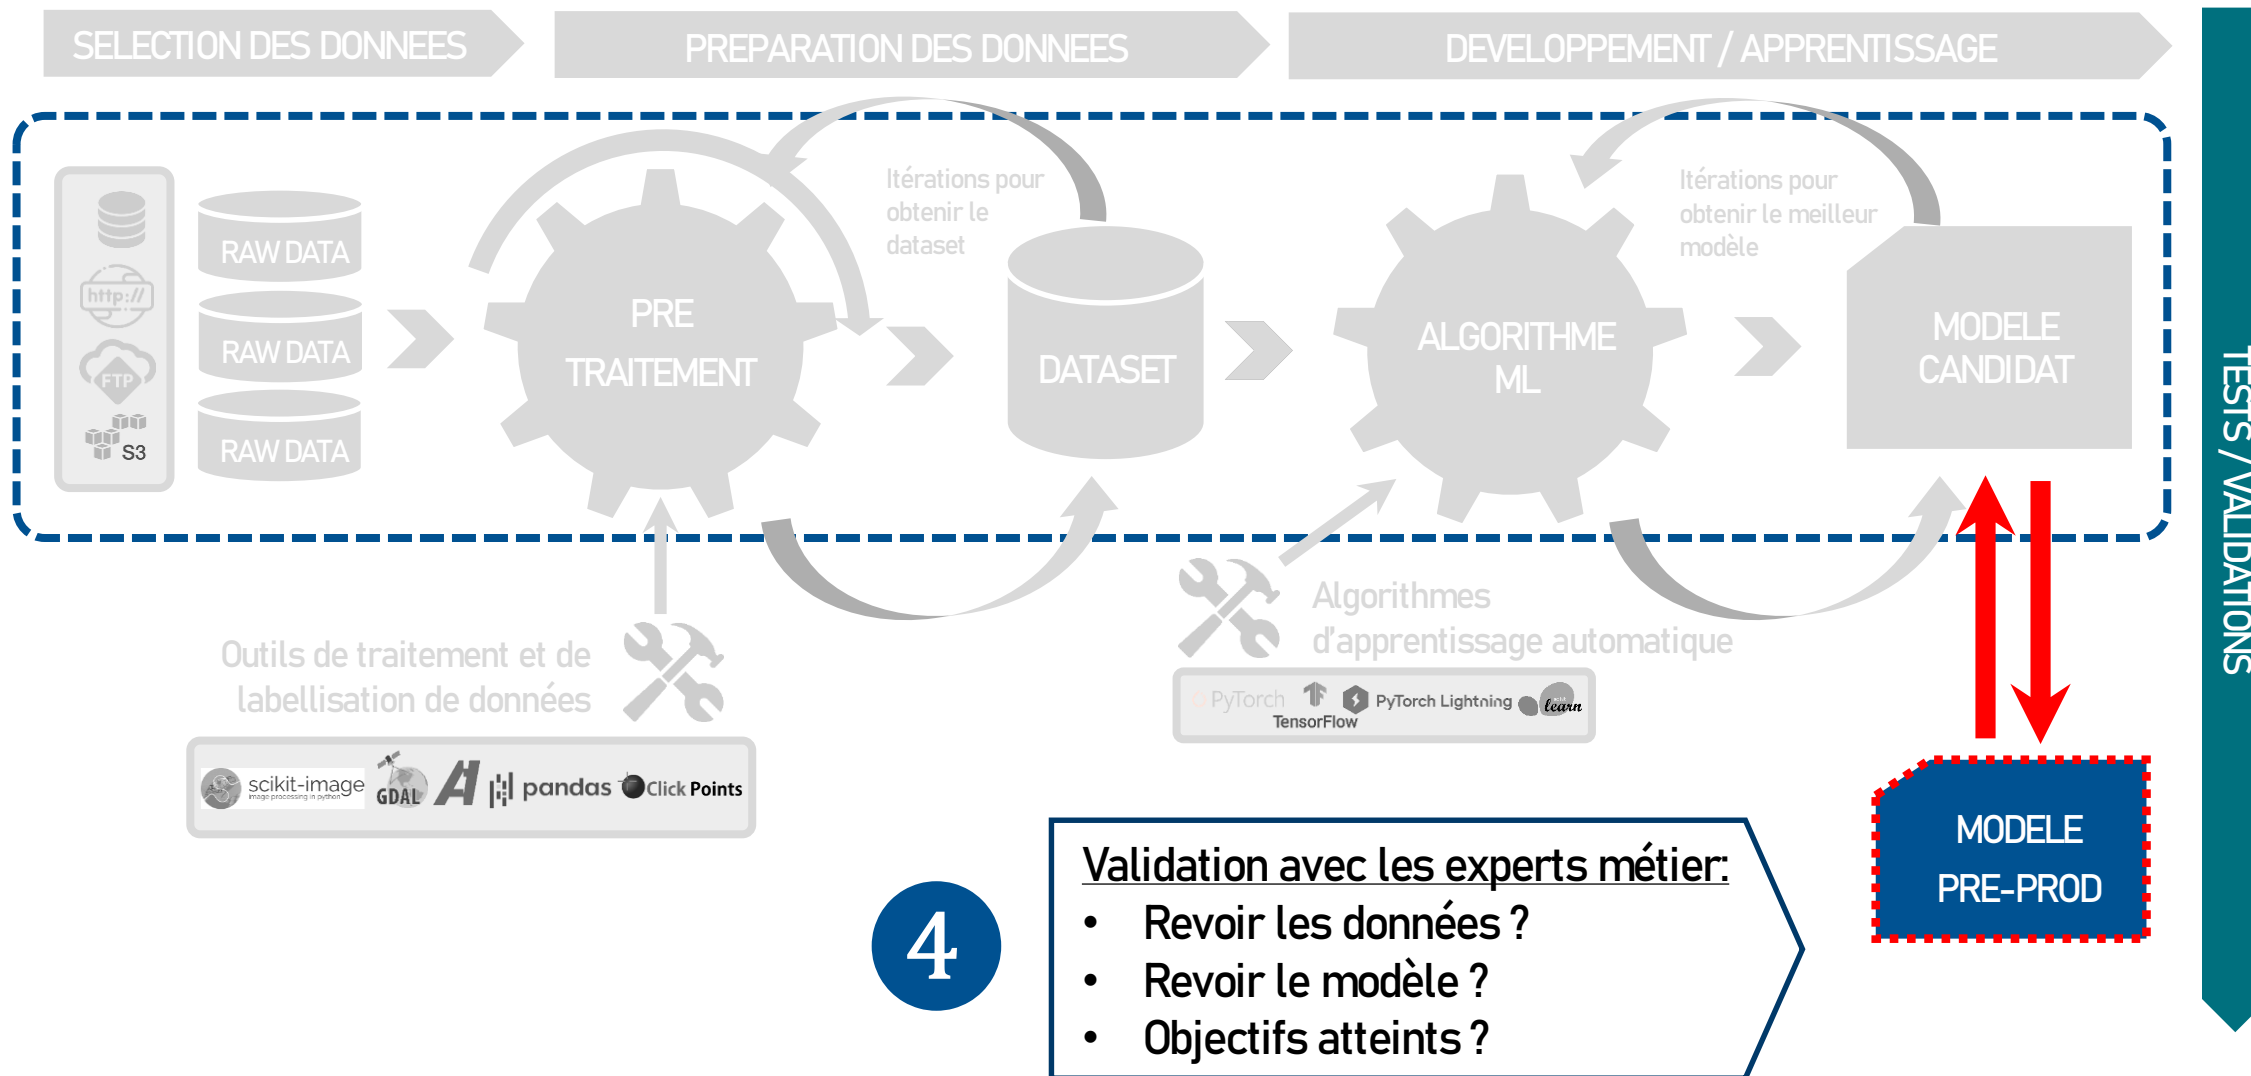 SELECTION DES DONNEES
PREPARATION DES DONNEES
DEVELOPPEMENT / APPRENTISSAGE
TESTS / VALIDATIONS
http://
FTP
S3
RAW DATA
RAW DATA
RAW DATA
PRE
TRAITEMENT
Itérations pour
obtenir le
dataset
DATASET
ALGORITHME
ML
Itérations pour
obtenir le meilleur
modèle
MODELE
CANDIDAT
Outils de traitement et de
labellisation de données
scikit-image
image processing in python
GDAL
pandas
Click Points
Algorithmes
d'apprentissage automatique
PyTorch
TensorFlow
PyTorch Lightning
learn
MODELE
PRE-PROD
4
Validation avec les experts métier:
• Revoir les données ?
• Revoir le modèle ?
• Objectifs atteints ?